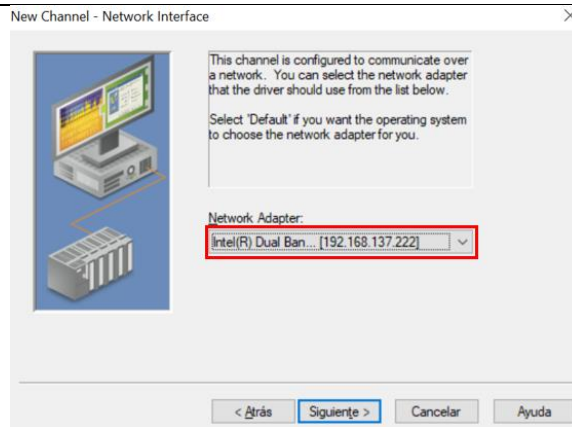 New Channel - Network Interface
This channel is configured to communicate over
a network. You can select the network adapter
that the driver should use from the list below.
Select 'Default' if you want the operating system
to choose the network adapter for you.
Network Adapter:
Intel(R) Dual Ban... [192.168.137.222]
< Atrás
Siguiente >
Cancelar
Ayuda